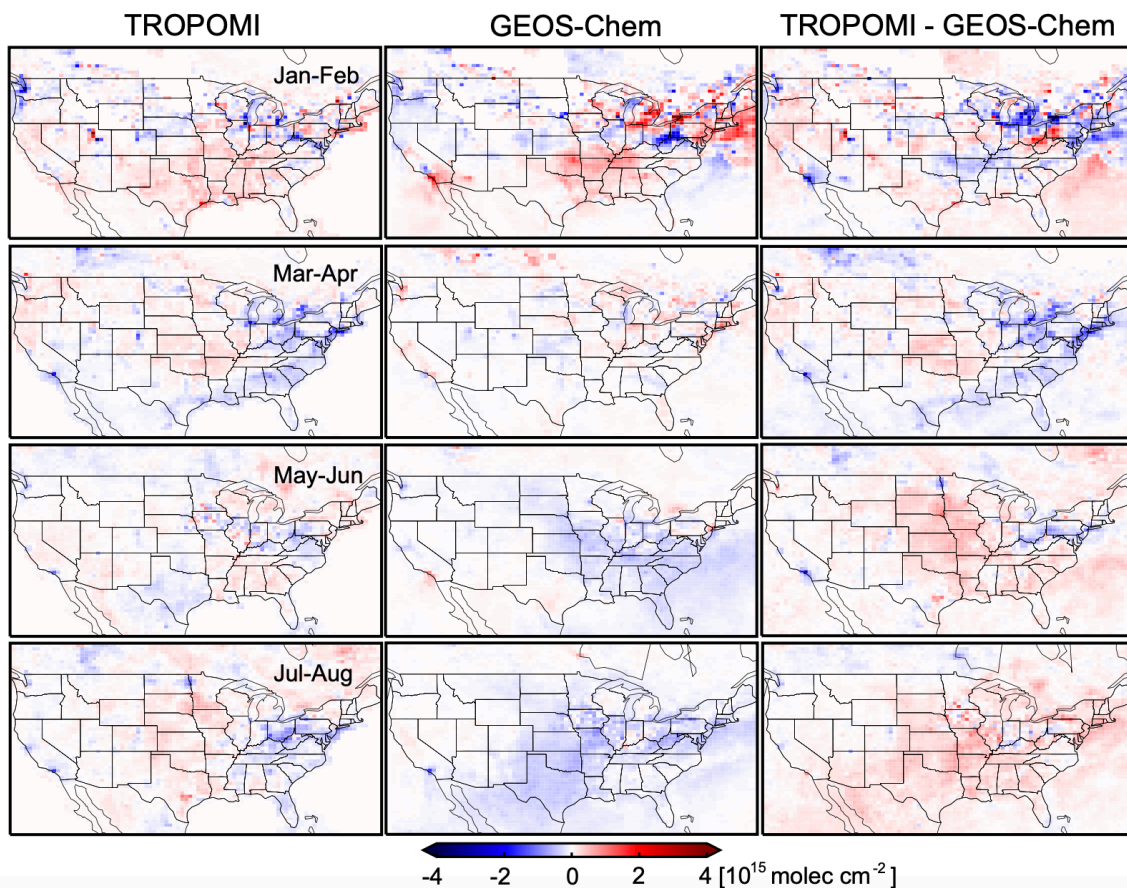 TROPOMI GEOS-Chem TROPOMI - GEOS-Chem
Jan-Feb
Mar-Apr
May-Jun
Jul-Aug
-4 -2 0 2 4 [10¹⁵ molec cm⁻²]